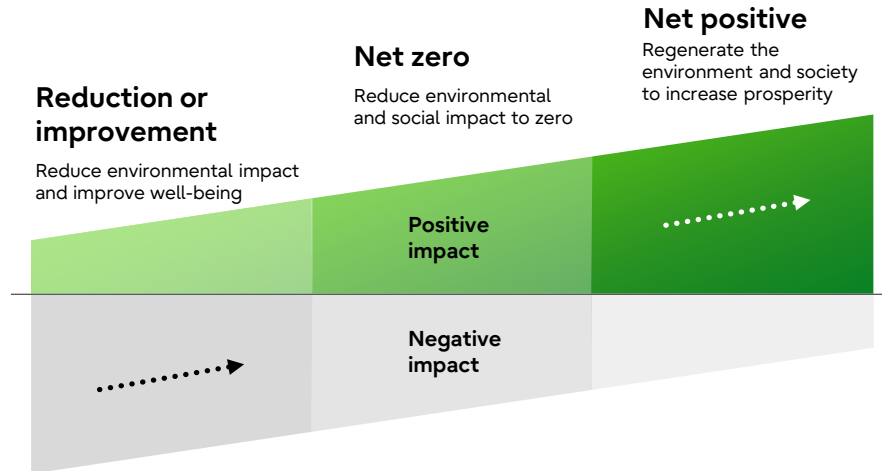 Reduction or
improvement
Reduce environmental impact
and improve well-being
Net zero
Reduce environmental
and social impact to zero
Net positive
Regenerate the
environment and society
to increase prosperity
Positive
impact
Negative
impact